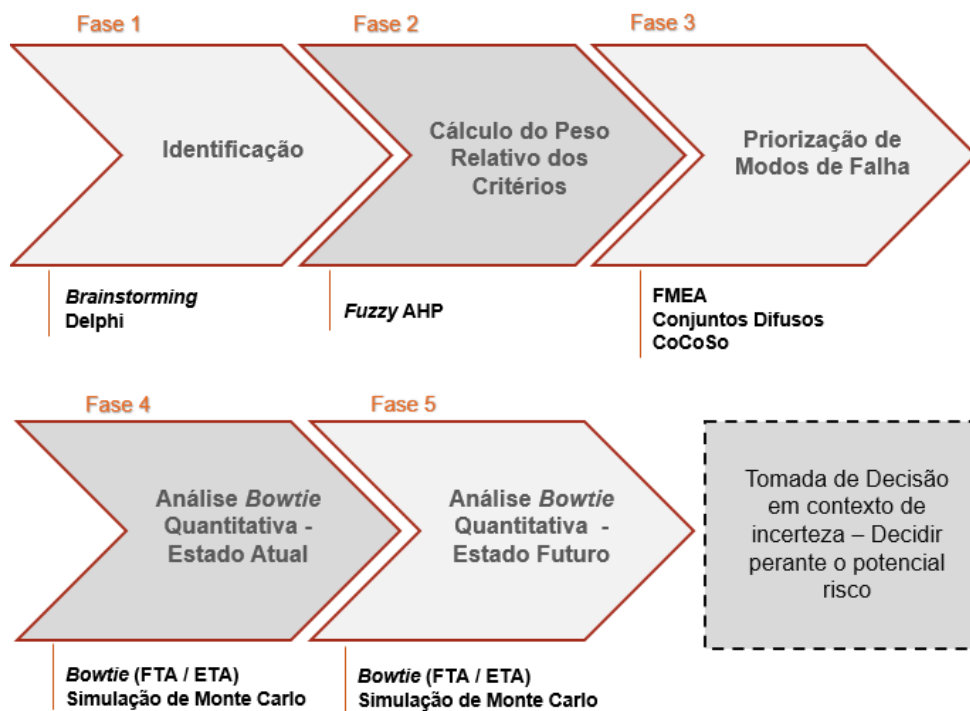 Fase 1
Fase 2
Fase 3
Identificação
Cálculo do Peso
Relativo dos
Critérios
Priorização de
Modos de Falha
Brainstorming
Delphi
Fuzzy AHP
FMEA
Conjuntos Difusos
CoCoSo
Fase 4
Fase 5
Análise Bowtie
Quantitativa -
Estado Atual
Análise Bowtie
Quantitativa -
Estado Futuro
Tomada de Decisão
em contexto de
incerteza – Decidir
perante o potencial
risco
Bowtie (FTA / ETA)
Simulação de Monte Carlo
Bowtie (FTA / ETA)
Simulação de Monte Carlo